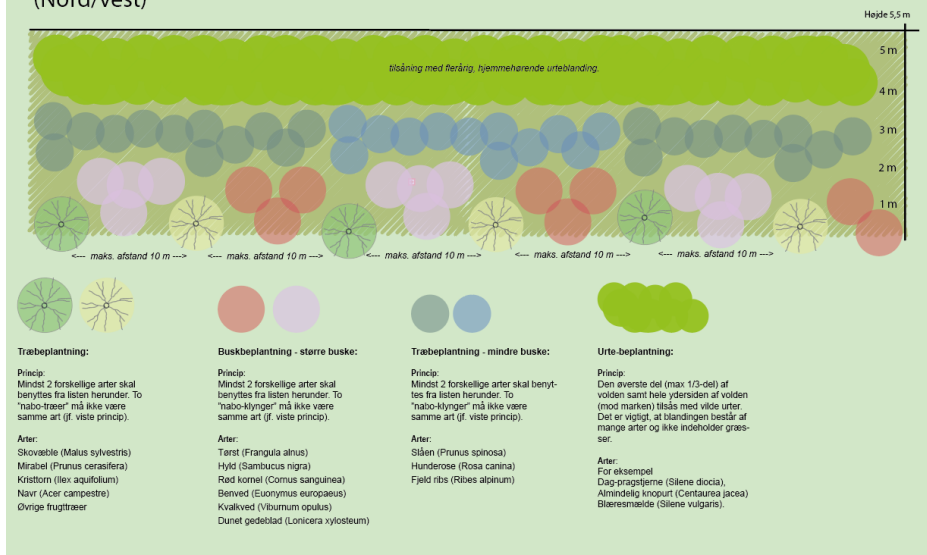 (Nord/vest)
Højde 5,5 m
5 m
tilsåning med flerårig, hjemmehørende urteblanding.
4 m
3 m
2 m
1 m
<--- maks. afstand 10 m ---> <--- maks. afstand 10 m ---> <--- maks. afstand 10 m ---> <--- maks. afstand 10 m ---> <--- maks. afstand 10 m --->
Træbeplantning:
Princip:
Mindst 2 forskellige arter skal
benyttes fra listen herunder. To
"nabo-træer" må ikke være
samme art (jf. viste princip).
Arter:
Skovæble (Malus sylvestris)
Mirabel (Prunus cerasifera)
Kristtorn (Ilex aquifolium)
Navr (Acer campestre)
Øvrige frugttræer
Buskbeplantning - større buske:
Princip:
Mindst 2 forskellige arter skal
benyttes fra listen herunder. To
"nabo-klynger" må ikke være
samme art (jf. viste princip).
Arter:
Tørst (Frangula alnus)
Hyld (Sambucus nigra)
Rød kornel (Cornus sanguinea)
Benved (Euonymus europaeus)
Kvalkved (Viburnum opulus)
Dunet gedeblad (Lonicera xylosteum)
Træbeplantning - mindre buske:
Princip:
Mindst 2 forskellige arter skal benyt-
tes fra listen herunder. To
"nabo-klynger" må ikke være
samme art (jf. viste princip).
Arter:
Slåen (Prunus spinosa)
Hunderose (Rosa canina)
Fjeld ribs (Ribes alpinum)
Urte-beplantning:
Princip:
Den øverste del (max 1/3-del) af
volden samt hele ydersiden af volden
(mod marken) tilsås med vilde urter.
Det er vigtigt, at blandingen består af
mange arter og ikke indeholder græs-
ser.
Arter:
For eksempel
Dag-pragstjerne (Silene diocia),
Almindelig knopurt (Centaurea jacea)
Blæresmælde (Silene vulgaris).